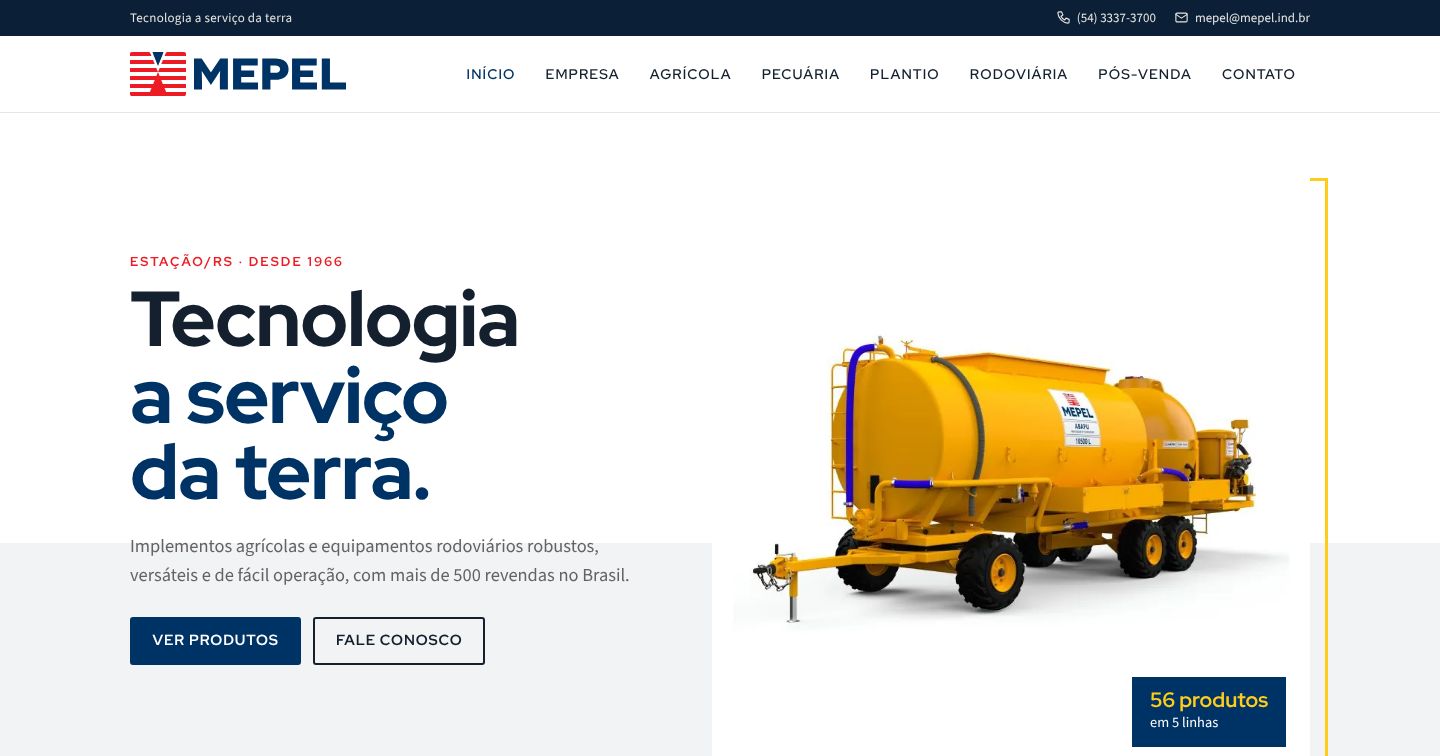 Tecnologia a serviço da terra
(54) 3337-3700
mepel@mepel.ind.br
MEPEL
INÍCIO
EMPRESA
AGRÍCOLA
PECUÁRIA
PLANTIO
RODOVIÁRIA
PÓS-VENDA
CONTATO
ESTAÇÃO/RS · DESDE 1966
Tecnologia
a serviço
da terra.
Implementos agrícolas e equipamentos rodoviários robustos,
versáteis e de fácil operação, com mais de 500 revendas no Brasil.
VER PRODUTOS
FALE CONOSCO
MEPEL
56 produtos
em 5 linhas